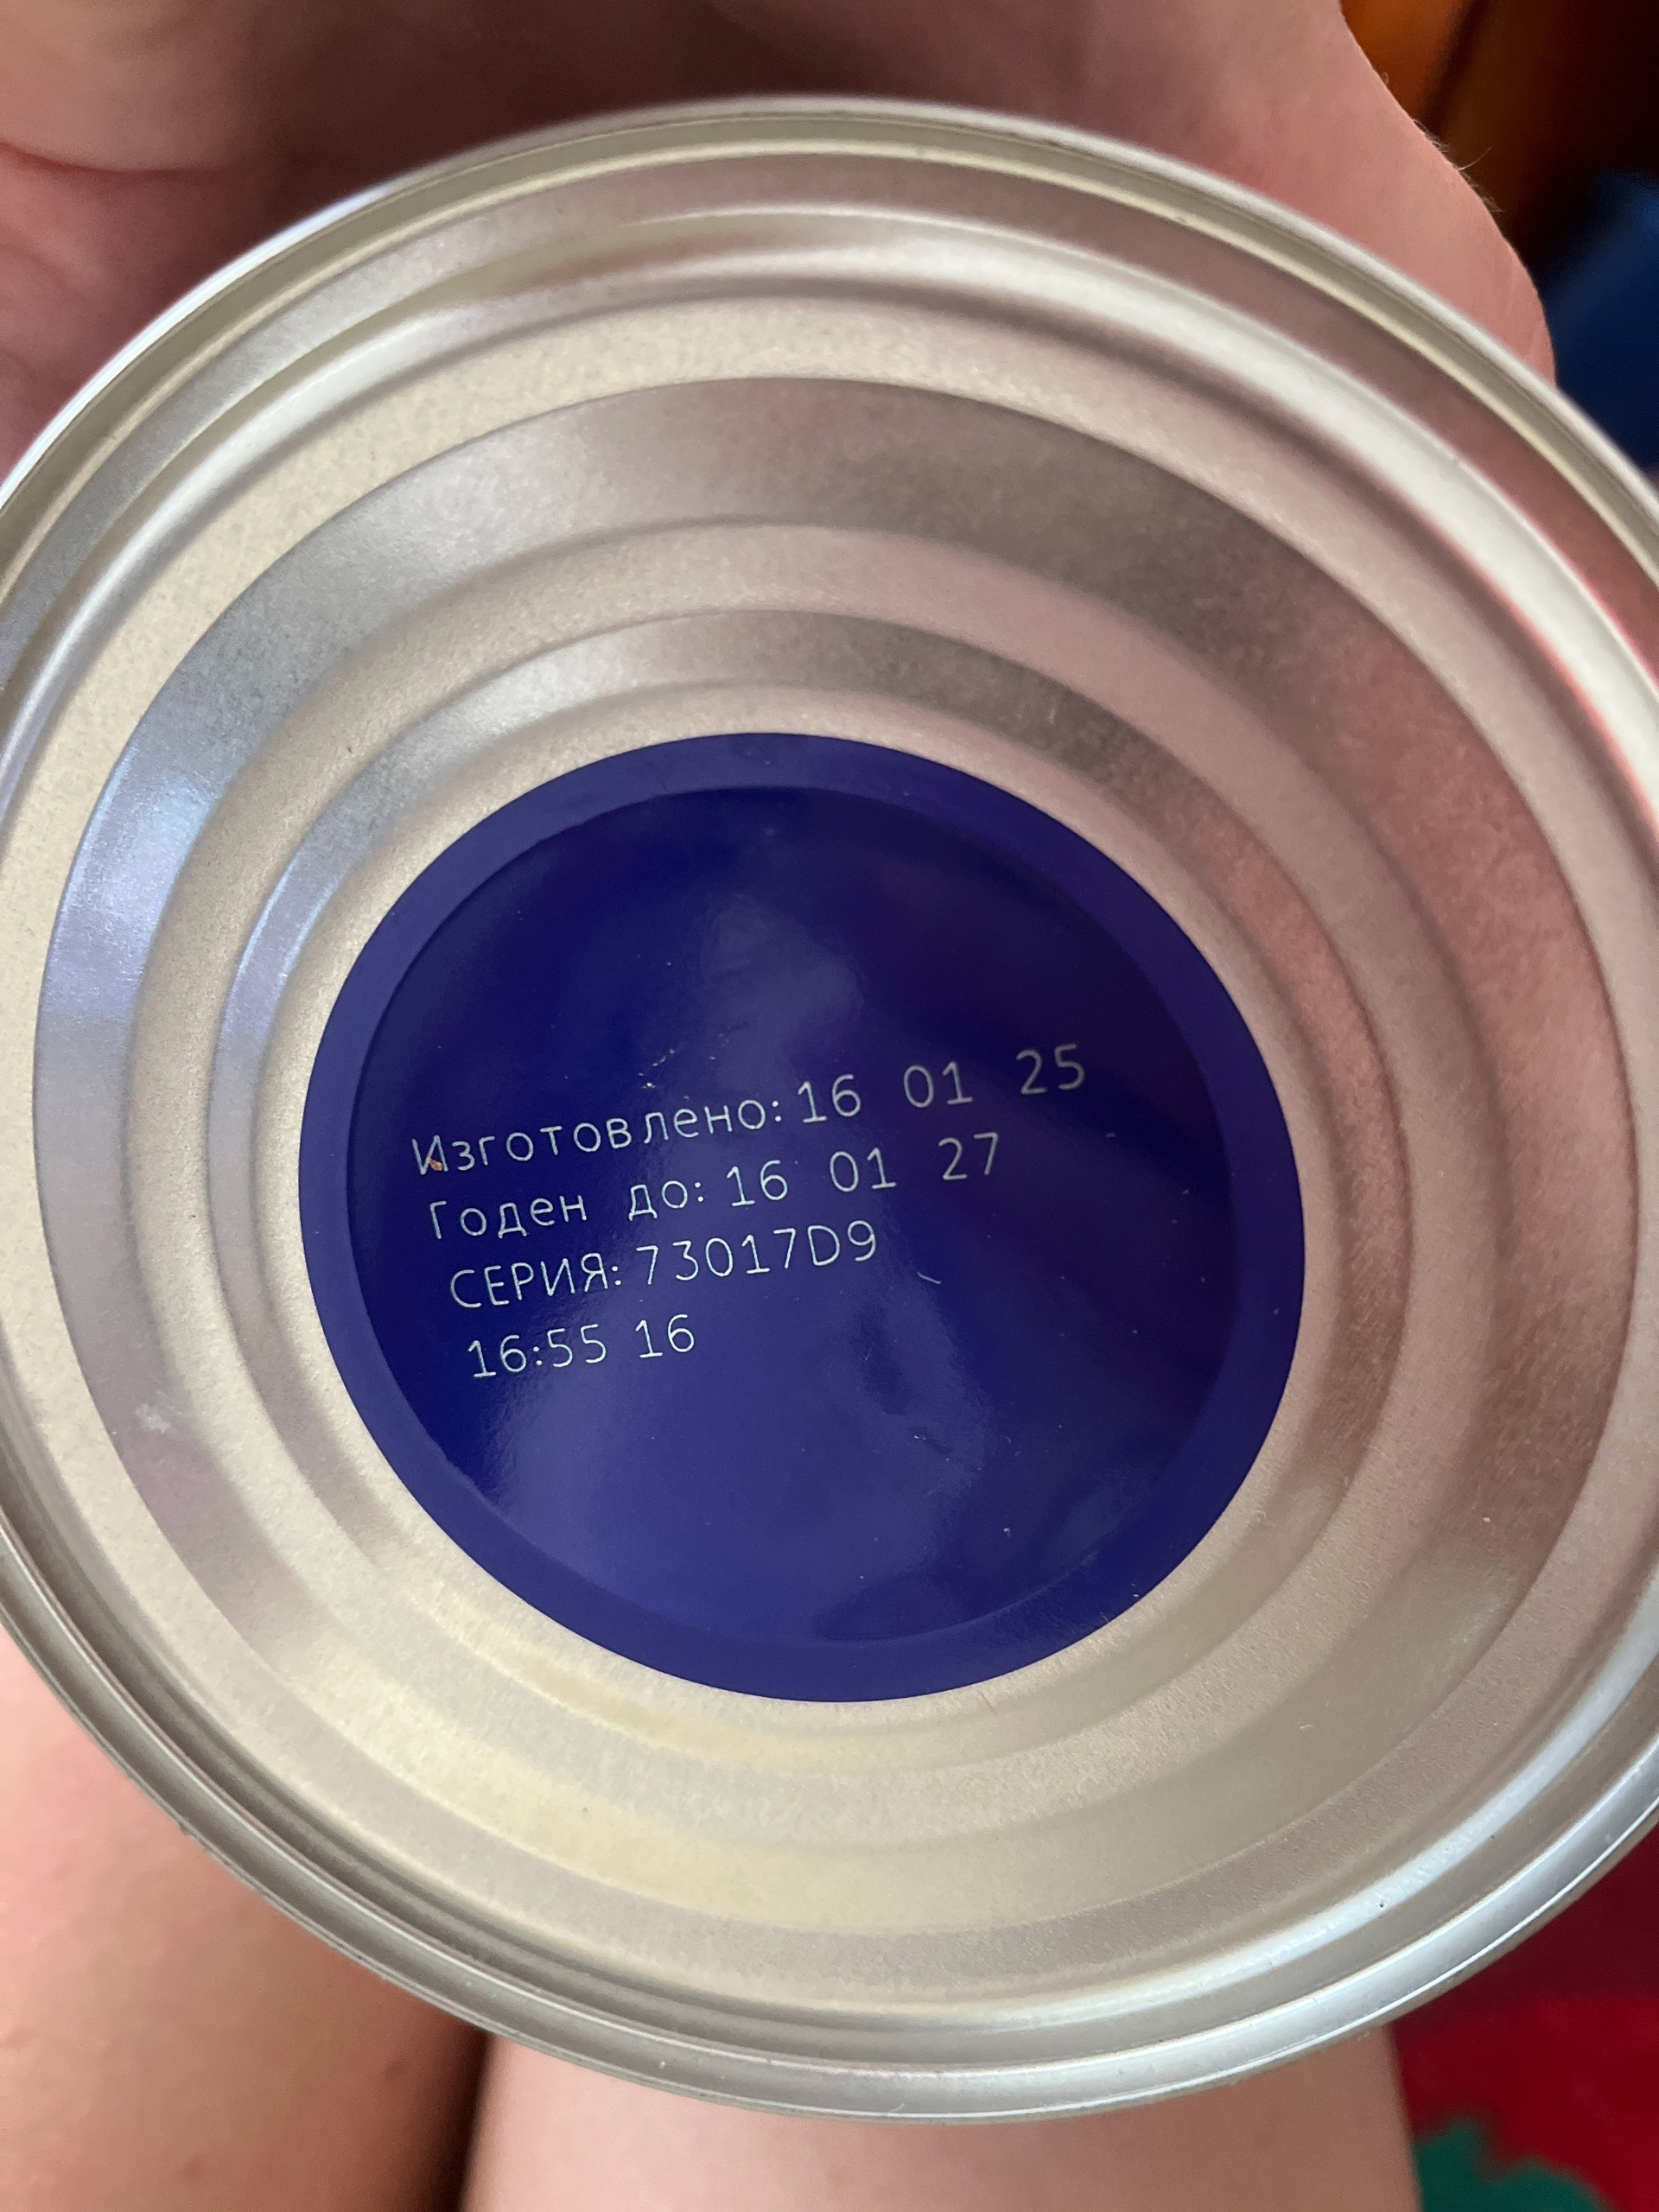 Изготовлено: 16 01 25
Годен до: 16 01 27
СЕРИЯ: 73017D9
16:55 16